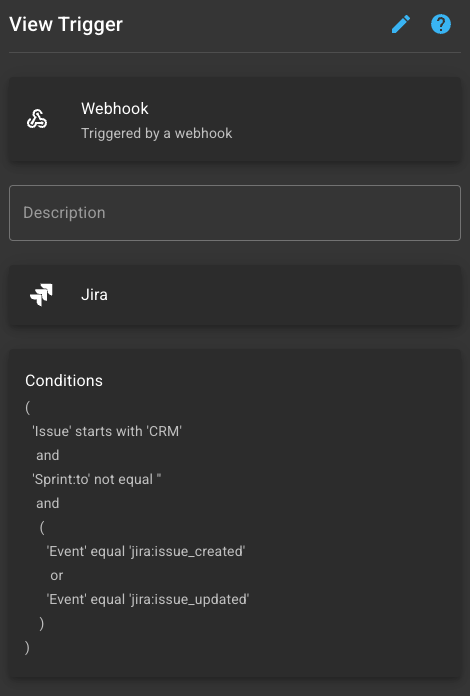 View Trigger
Webhook
Triggered by a webhook
Description
Jira
Conditions
(
'Issue' starts with 'CRM'
and
'Sprint:to' not equal ''
and
(
'Event' equal 'jira:issue_created'
or
'Event' equal 'jira:issue_updated'
)
)